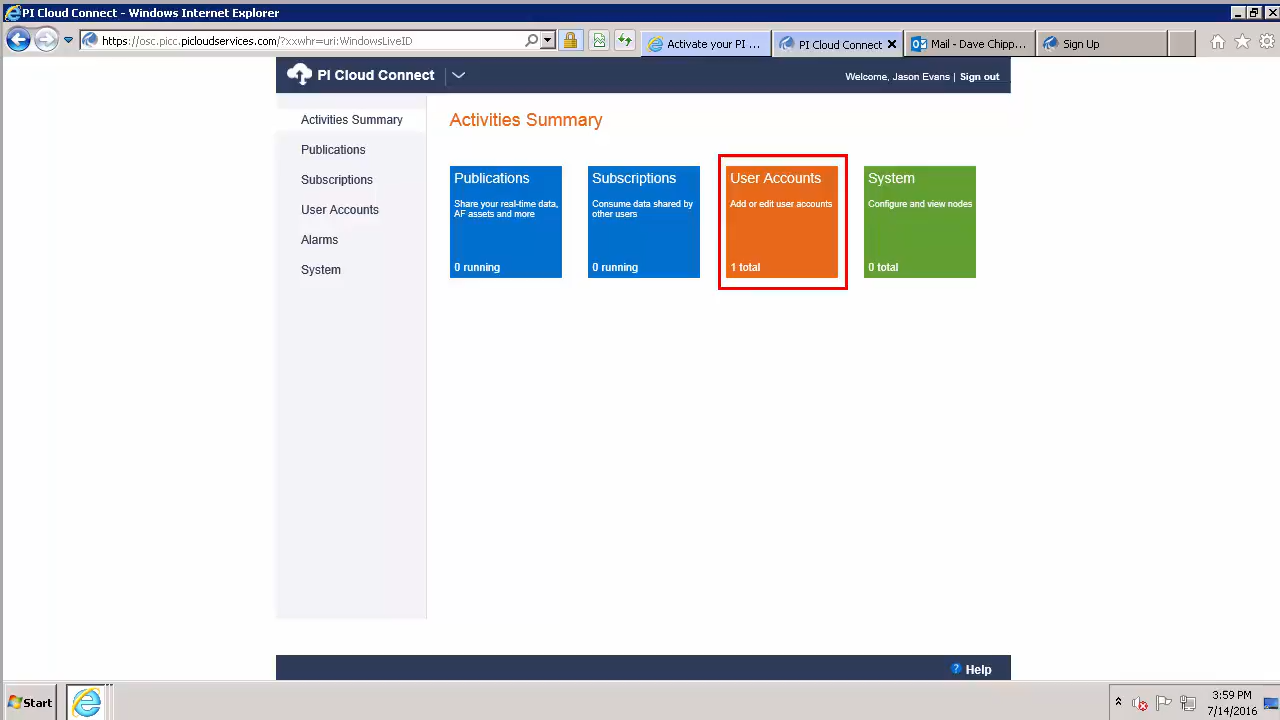 PI Cloud Connect - Windows Internet Explorer
https://osc.picc.picloudservices.com/?xxwhr=uri:WindowsLiveID
Activate your PI ...
PI Cloud Connect
Mail - Dave Chipp...
Sign Up
PI Cloud Connect
Welcome, Jason Evans | Sign out
Activities Summary
Publications
Subscriptions
User Accounts
Alarms
System
Activities Summary
Publications
Share your real-time data,
AF assets and more
0 running
Subscriptions
Consume data shared by
other users
0 running
User Accounts
Add or edit user accounts
1 total
System
Configure and view nodes
0 total
? Help
Start
3:59 PM
7/14/2016